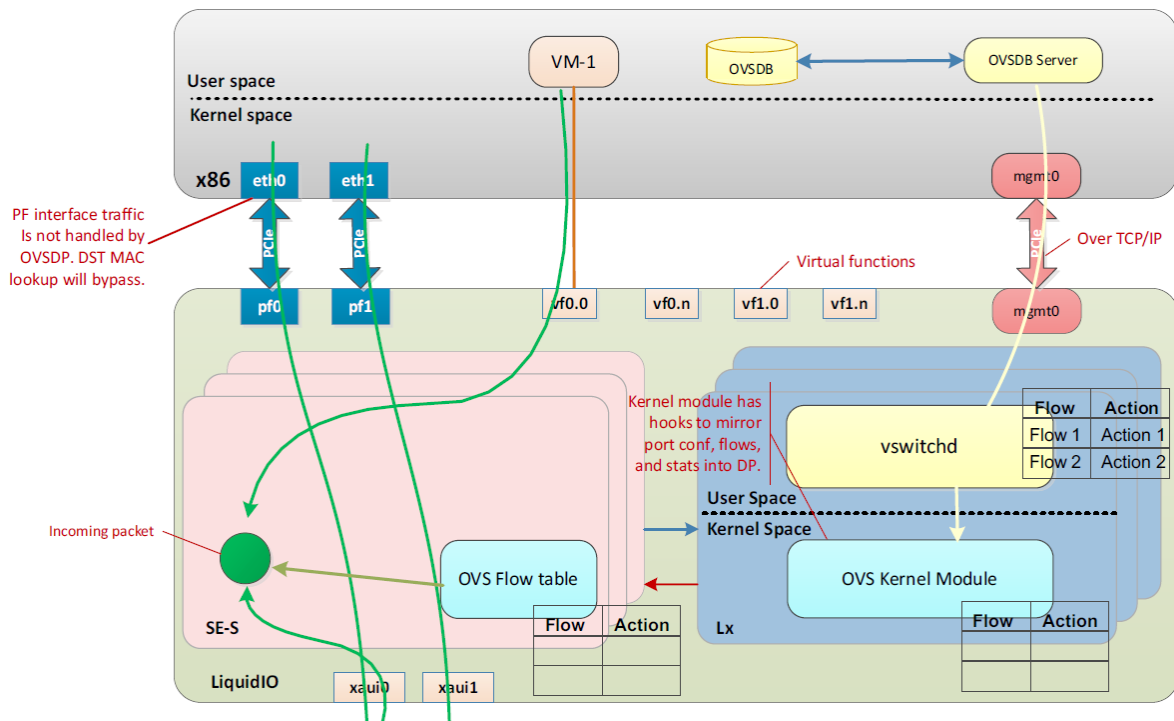 VM-1
OVSDB
OVSDB Server
User space
Kernel space
x86
eth0
eth1
mgmt0
PF interface traffic
Is not handled by
OVSDP. DST MAC
lookup will bypass.
PCIe
PCIe
PCIe
Over TCP/IP
Virtual functions
pf0
pf1
vf0.0
vf0.n
vf1.0
vf1.n
mgmt0
Kernel module has
hooks to mirror
port conf, flows,
and stats into DP.
vswitchd
Flow Action
Flow 1 Action 1
Flow 2 Action 2
User Space
Kernel Space
Incoming packet
OVS Flow table
OVS Kernel Module
Flow Action
Flow Action
SE-S
Lx
LiquidIO
xaui0
xaui1